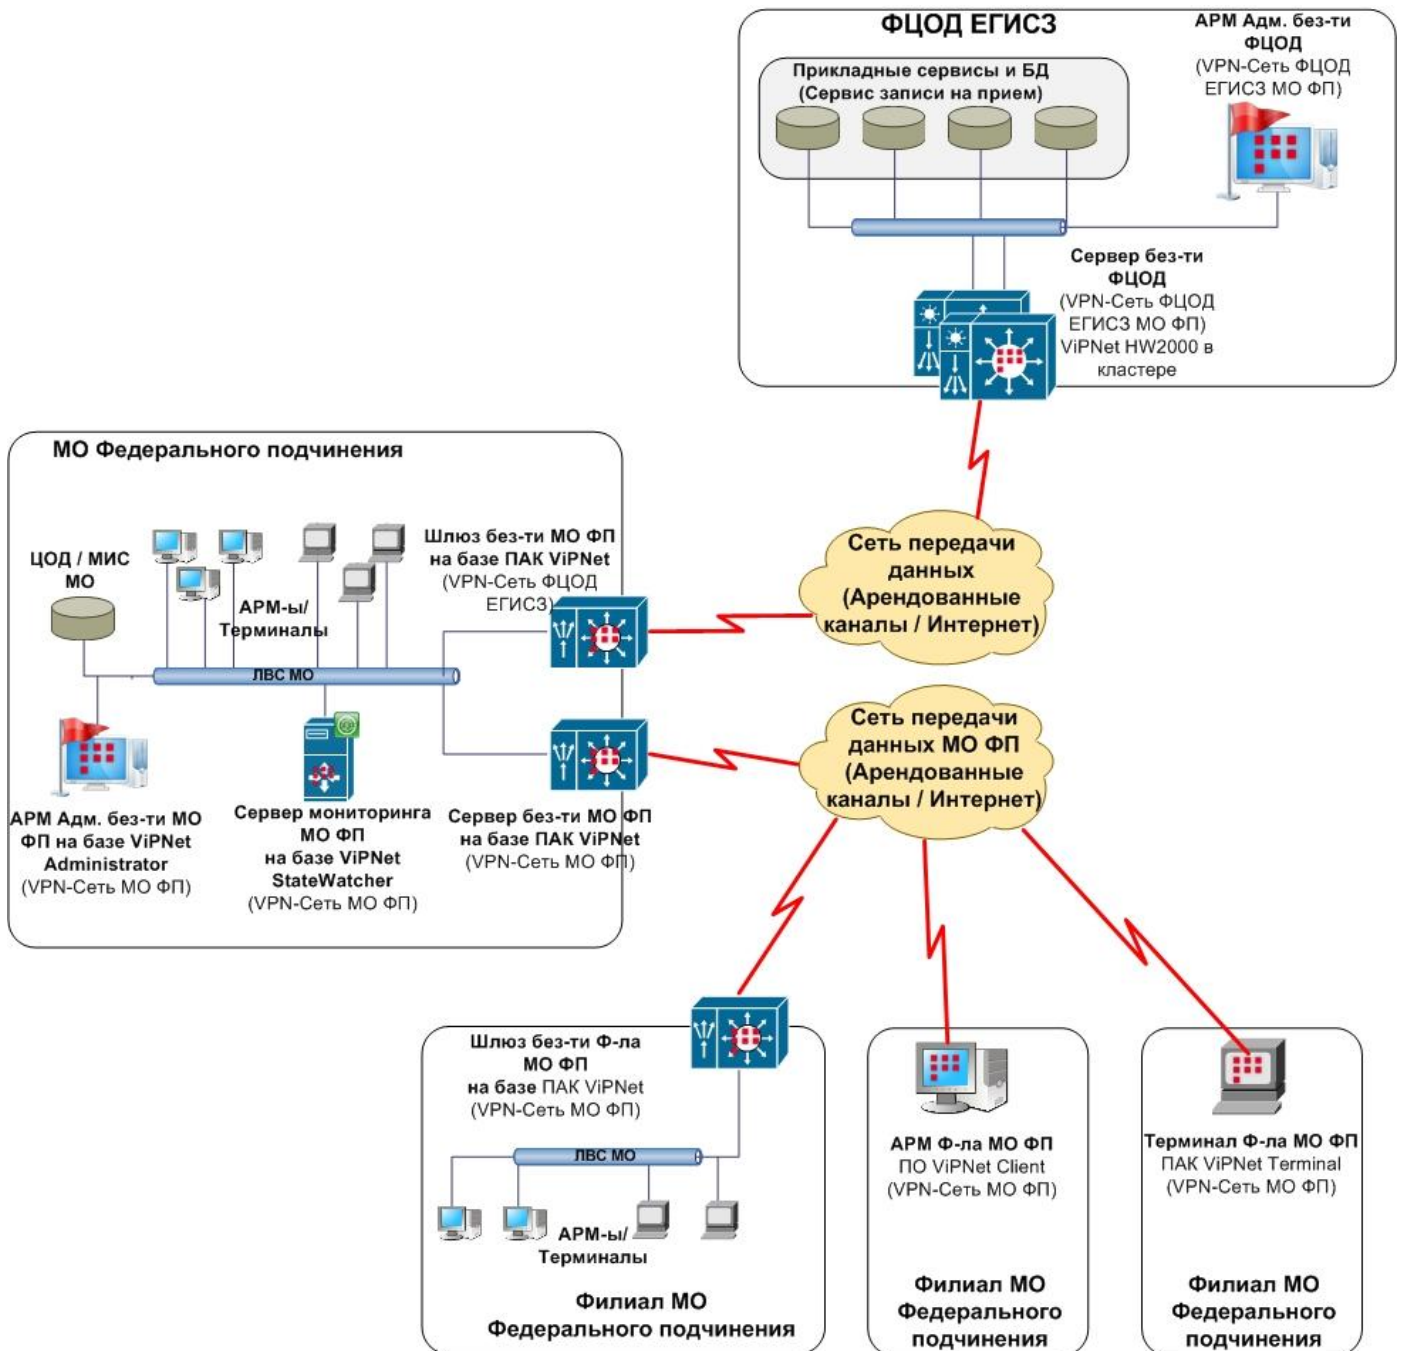 ФЦОД ЕГИСЗ
Прикладные сервисы и БД
(Сервис записи на прием)
АРМ Адм. без-ти
ФЦОД
(VPN-Сеть ФЦОД
ЕГИСЗ МО ФП)
Сервер без-ти
ФЦОД
(VPN-Сеть ФЦОД
ЕГИСЗ МО ФП)
ViPNet HW2000 в
кластере
МО Федерального подчинения
ЦОД / МИС
МО
АРМ-ы/
Терминалы
Шлюз без-ти МО ФП
на базе ПАК ViPNet
(VPN-Сеть ФЦОД
ЕГИСЗ)
ЛВС МО
АРМ Адм. без-ти МО
ФП на базе ViPNet
Administrator
(VPN-Сеть МО ФП)
Сервер мониторинга
МО ФП
на базе ViPNet
StateWatcher
(VPN-Сеть МО ФП)
Сервер без-ти МО ФП
на базе ПАК ViPNet
(VPN-Сеть МО ФП)
Сеть передачи
данных
(Арендованные
каналы / Интернет)
Сеть передачи
данных МО ФП
(Арендованные
каналы / Интернет)
Шлюз без-ти Ф-ла
МО ФП
на базе ПАК ViPNet
(VPN-Сеть МО ФП)
ЛВС МО
АРМ-ы/
Терминалы
Филиал МО
Федерального подчинения
АРМ Ф-ла МО ФП
ПО ViPNet Client
(VPN-Сеть МО ФП)
Филиал МО
Федерального
подчинения
Терминал Ф-ла МО ФП
ПАК ViPNet Terminal
(VPN-Сеть МО ФП)
Филиал МО
Федерального
подчинения